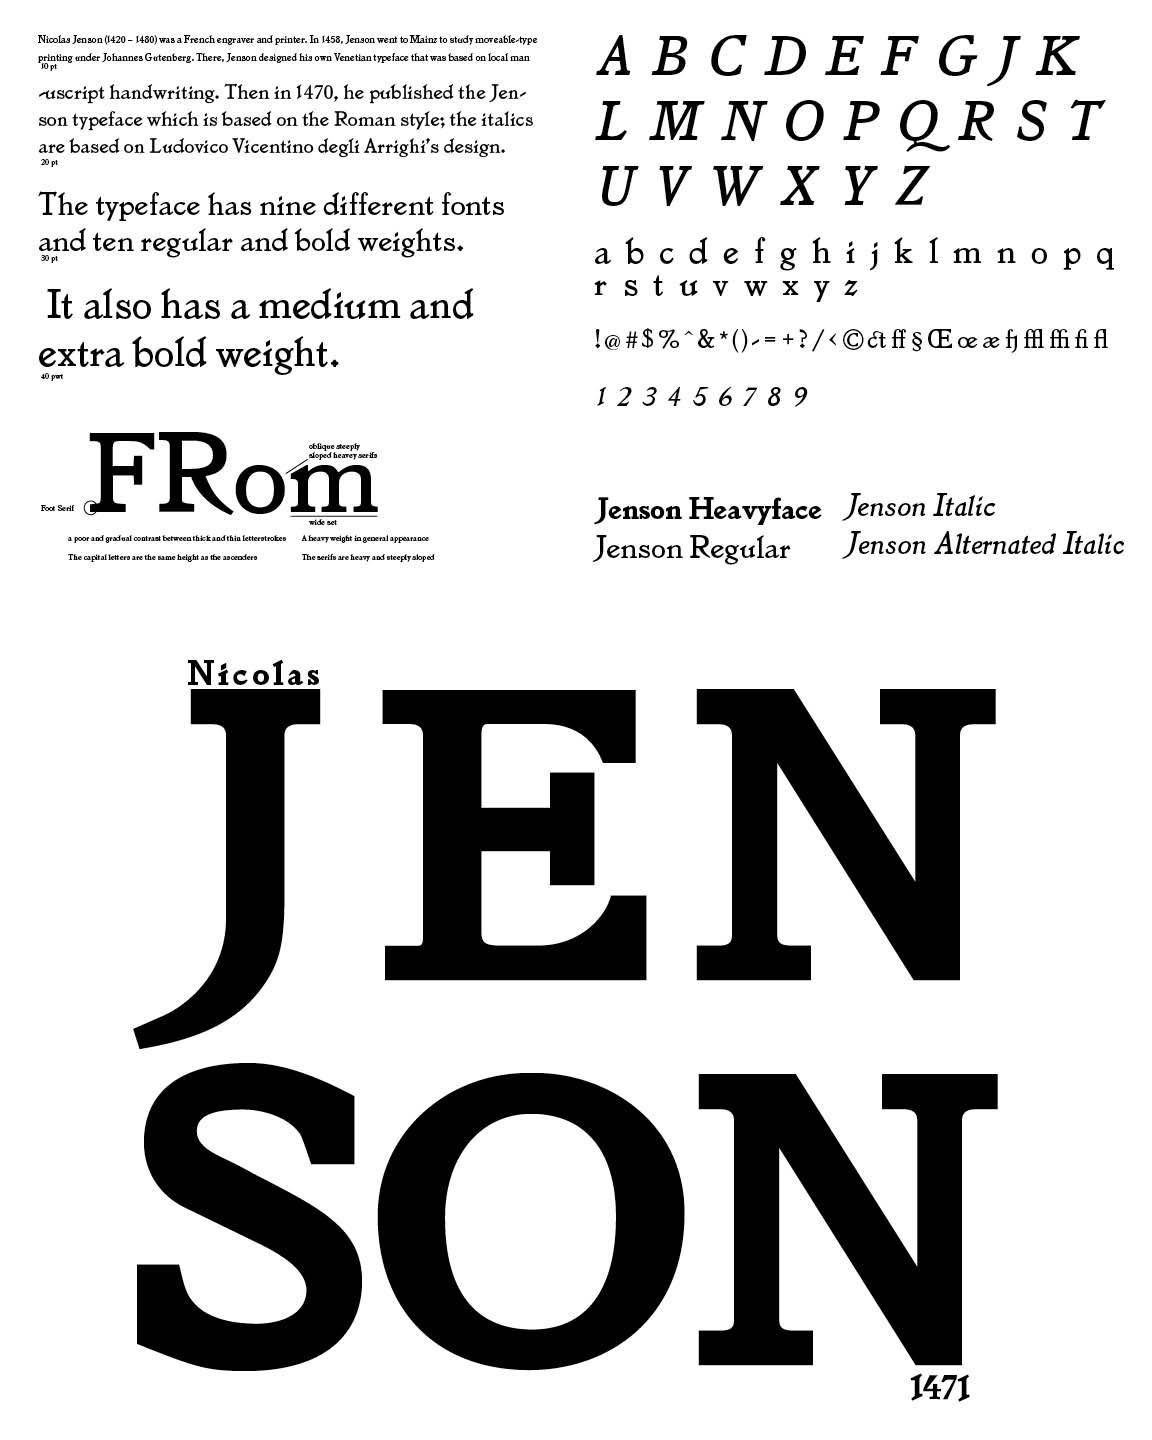 Nicolas Jenson (1420 – 1480) was a French engraver and printer. In 1458, Jenson went to Mainz to study moveable-type
printing under Johannes Gutenberg. There, Jenson designed his own Venetian typeface that was based on local man
10 pt
-uscript handwriting. Then in 1470, he published the Jen-
son typeface which is based on the Roman style; the italics
are based on Ludovico Vicentino degli Arrighi's design.
20 pt
The typeface has nine different fonts
and ten regular and bold weights.
30 pt
It also has a medium and
extra bold weight.
40 pwt
FRom
oblique steeply
sloped heavey serifs
Foot Serif
wide set
a poor and gradual contrast between thick and thin letterstrokes
The capital letters are the same height as the ascenders
A heavy weight in general appearance
The serifs are heavy and steeply sloped
A B C D E F G J K
L M N O P Q R S T
U V W X Y Z
a b c d e f g h i j k l m n o p q
r s t u v w x y z
!@#$%^&*()-=+?/‹©ct ff§Œœæfj ffl ffi fi fl
1 2 3 4 5 6 7 8 9
Jenson Heavyface
Jenson Regular
Jenson Italic
Jenson Alternated Italic
Nicolas
JEN
SON
1471